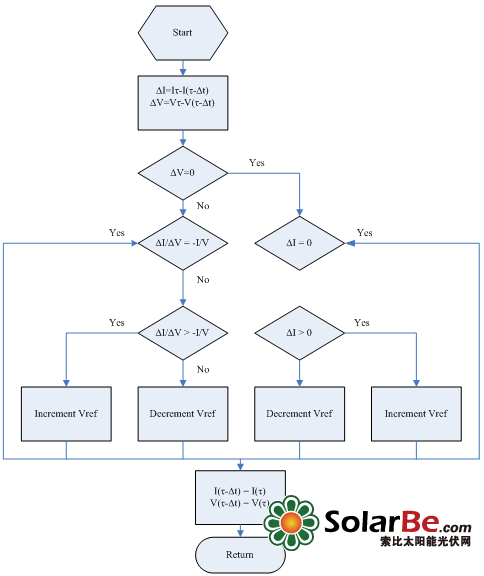 Start
ΔI=Iτ-I(τ-Δt)
ΔV=Vτ-V(τ-Δt)
ΔV=0
Yes
No
Yes
ΔI/ΔV = -I/V
ΔI = 0
Yes
No
Yes
ΔI/ΔV > -I/V
ΔI > 0
Yes
No
Increment Vref
Decrement Vref
Decrement Vref
Increment Vref
I(τ-Δt) = I(τ)
V(τ-Δt) = V(τ)
Return
SolarBe.com
索比太阳能光伏网